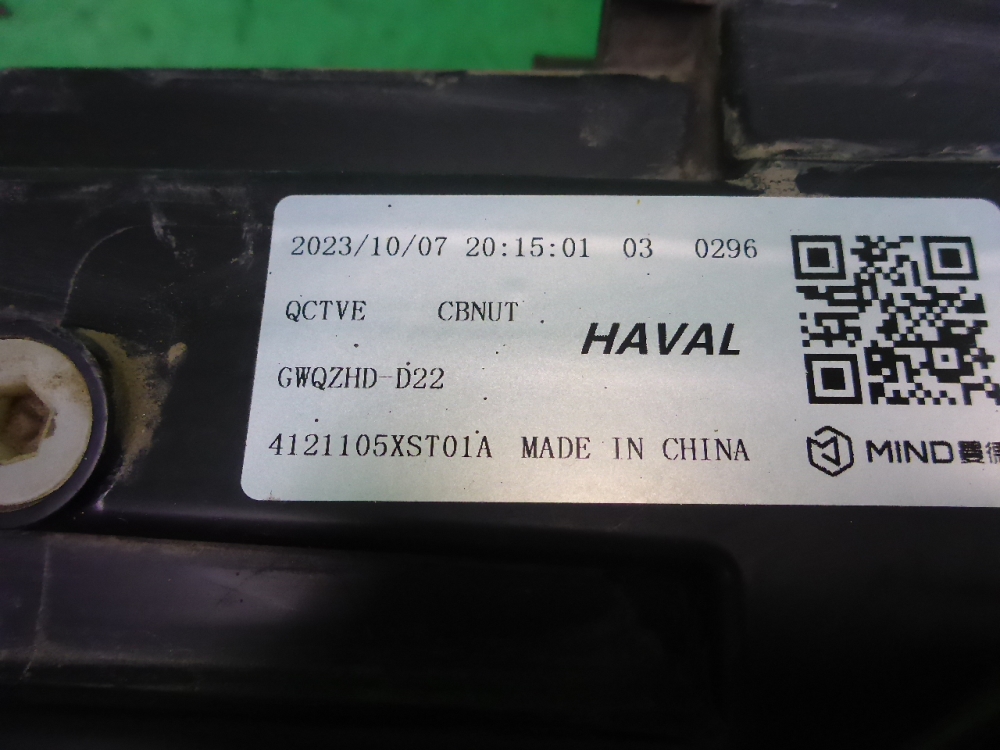 2023/10/07 20:15:01 03 0296
QCTVE CBNUT
HAVAL
GWQZHD-D22
4121105XST01A MADE IN CHINA
MIND